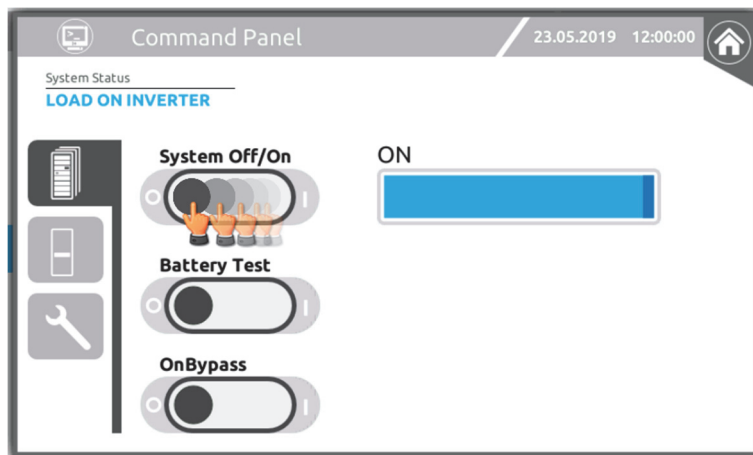 Command Panel
23.05.2019 12:00:00
System Status
LOAD ON INVERTER
System Off/On
ON
Battery Test
OnBypass